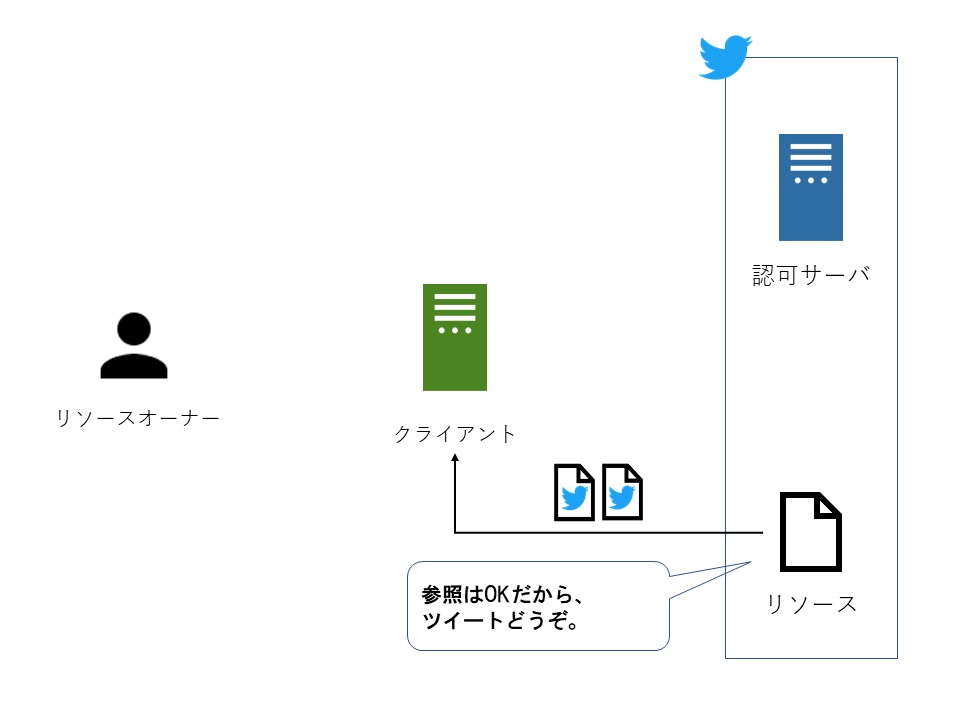 認可サーバ
リソースオーナー
クライアント
参照はOKだから、
ツイートどうぞ。
リソース